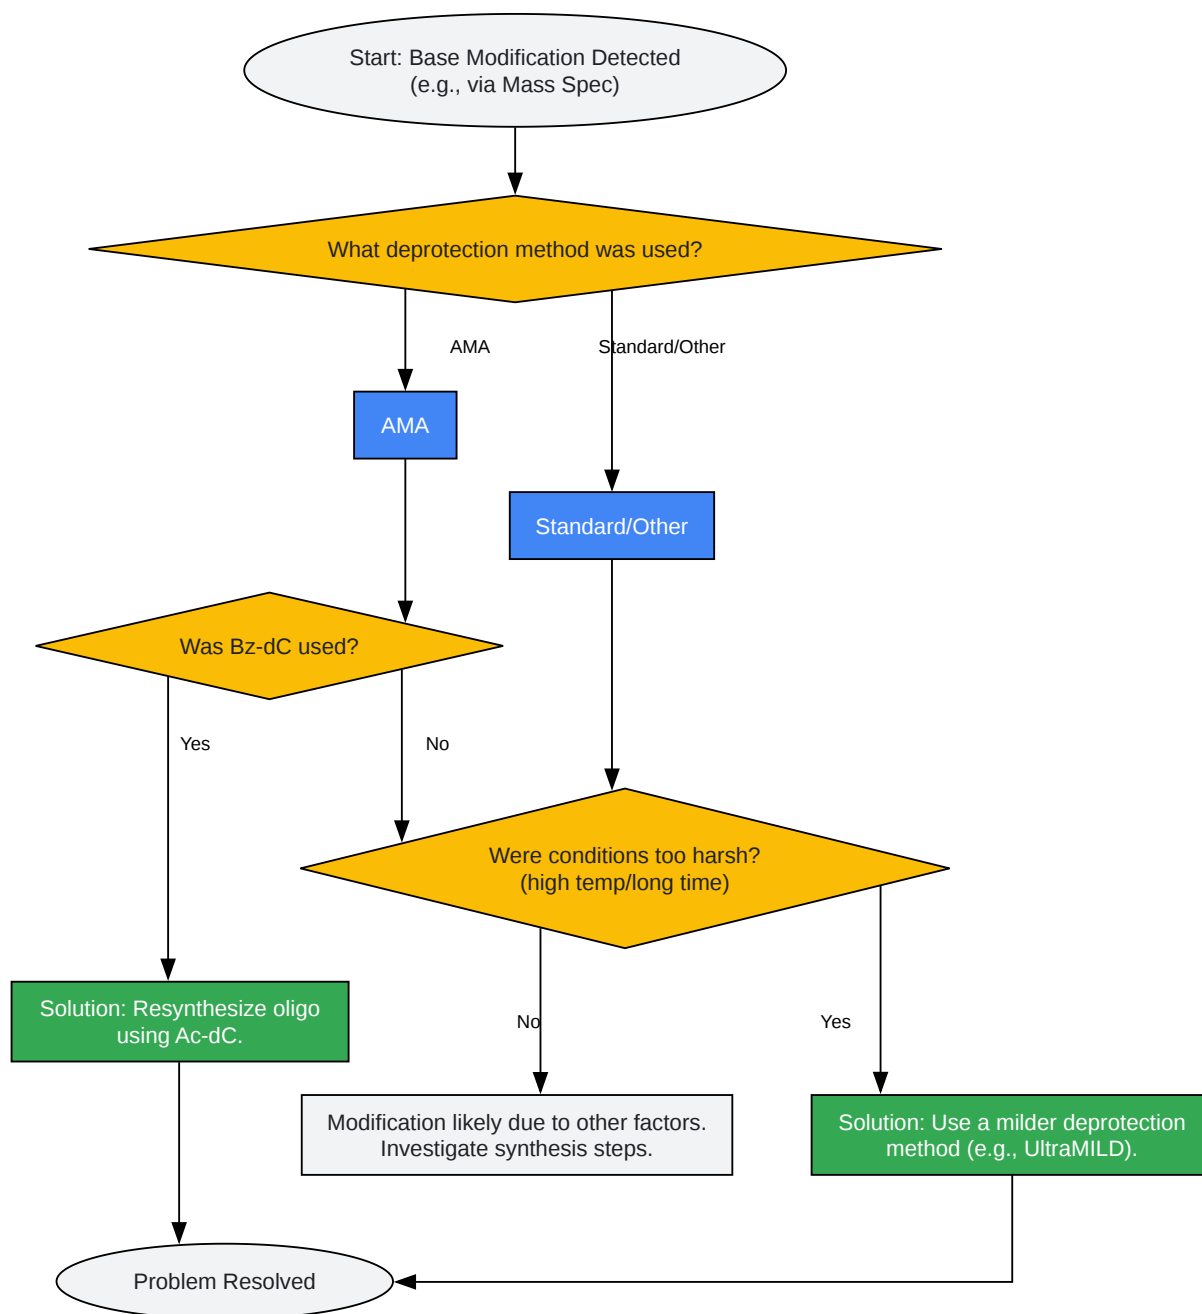 Start: Base Modification Detected
(e.g., via Mass Spec)
What deprotection method was used?
AMA
Standard/Other
AMA
Standard/Other
Was Bz-dC used?
Yes
No
Were conditions too harsh?
(high temp/long time)
Solution: Resynthesize oligo
using Ac-dC.
No
Yes
Modification likely due to other factors.
Investigate synthesis steps.
Solution: Use a milder deprotection
method (e.g., UltraMILD).
Problem Resolved